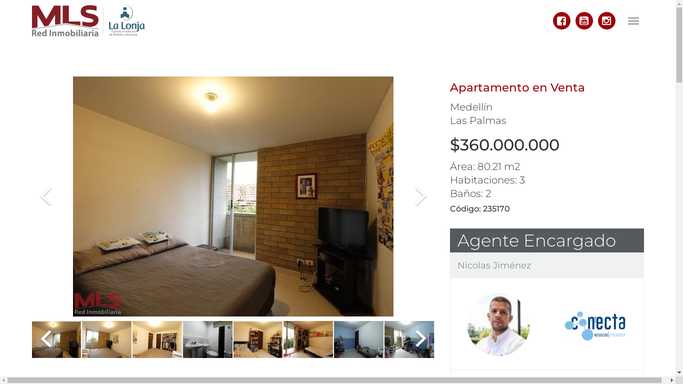 MLS
Red Inmobiliaria
La Lonja
Apartamento en Venta
Medellín
Las Palmas
$360.000.000
Área: 80.21 m2
Habitaciones: 3
Baños: 2
Código: 235170
Agente Encargado
Nicolas Jiménez
conecta
MLS
Red Inmobiliaria